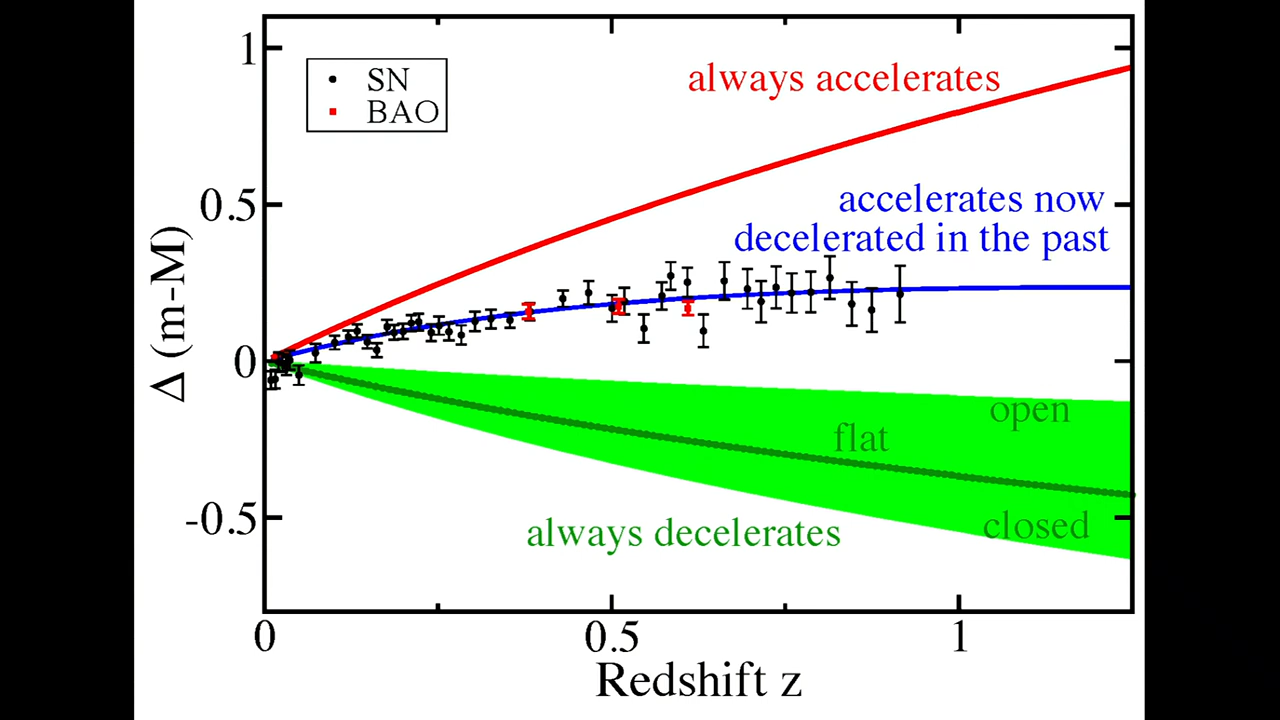 1
SN
BAO
always accelerates
0.5
accelerates now
decelerated in the past
Δ (m-M)
0
open
flat
-0.5
always decelerates
closed
0
0.5
1
Redshift z